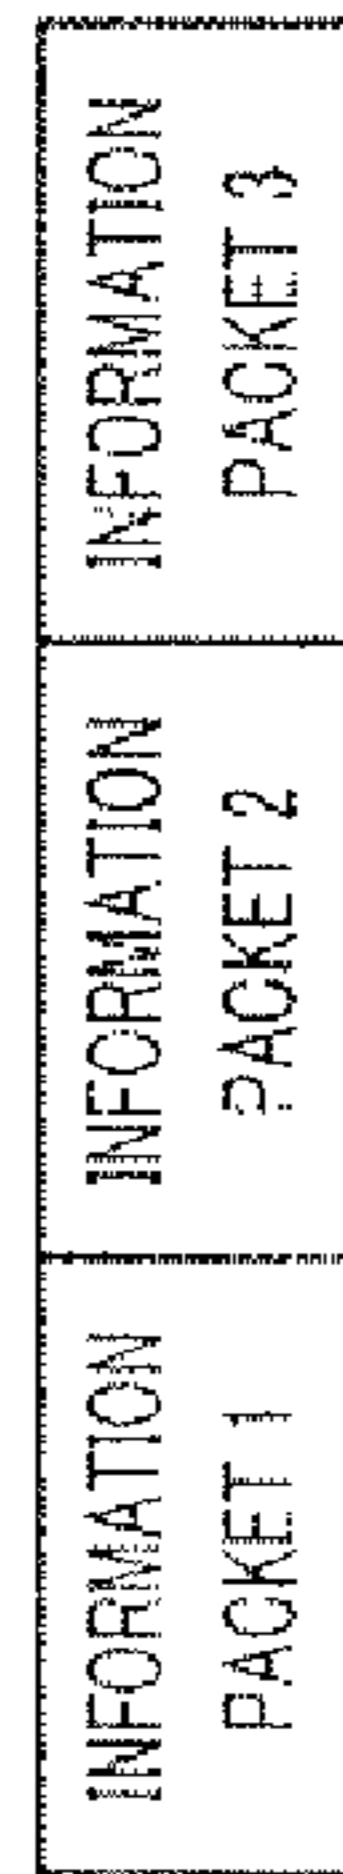 INFORMATION
PACKET 1
INFORMATION
PACKET 2
INFORMATION
PACKET 3